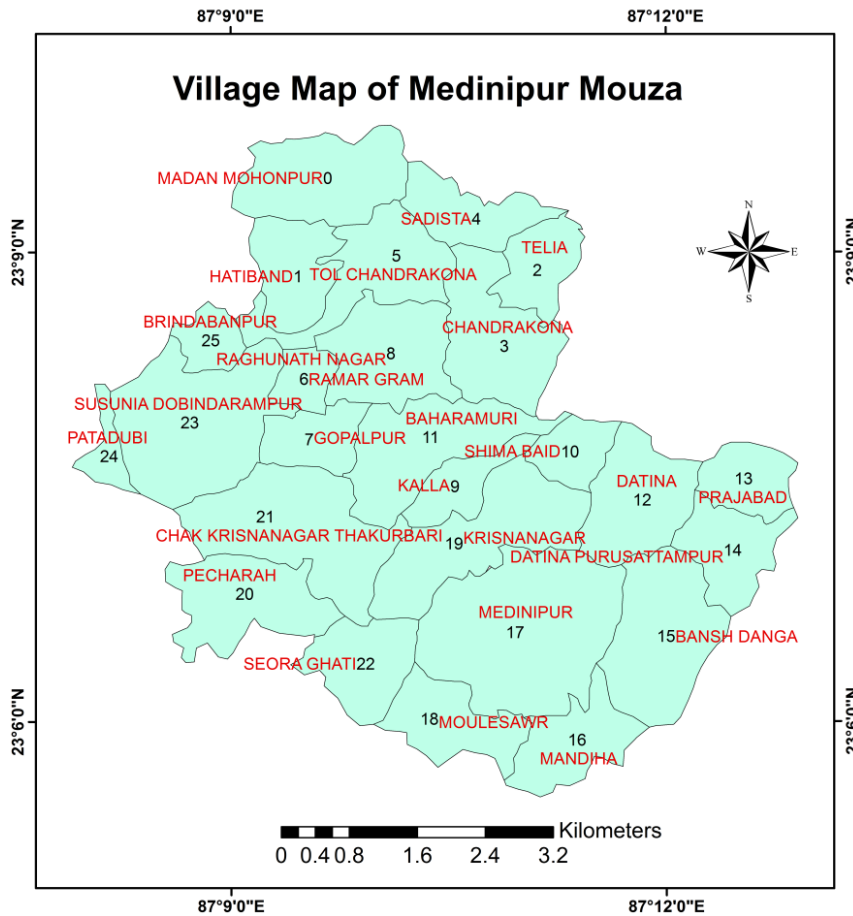 87°9'0"E
87°12'0"E
Village Map of Medinipur Mouza
MADAN MOHONPUR0
SADISTA4
N
W
E
S
23°9'0"N
23°9'0"N
TELIA
2
5
HATIBAND1
TOL CHANDRAKONA
BRINDABANPUR
25
CHANDRAKONA
3
RAGHUNATH NAGAR
8
6
RAMAR GRAM
SUSUNIA DOBINDARAMPUR
23
BAHARAMURI
11
PATADUBI
24
7GOPALPUR
SHIMA BAID10
KALLA9
DATINA
12
13
PRAJABAD
21
CHAK KRISNANAGAR THAKURBARI
19KRISNANAGAR
DATINA PURUSATTAMPUR
14
PECHARAH
20
MEDINIPUR
17
15BANSH DANGA
SEORA GHATI22
23°6'0"N
23°6'0"N
18MOULESAWR
16
MANDIHA
Kilometers
0 0.4 0.8 1.6 2.4 3.2
87°9'0"E
87°12'0"E